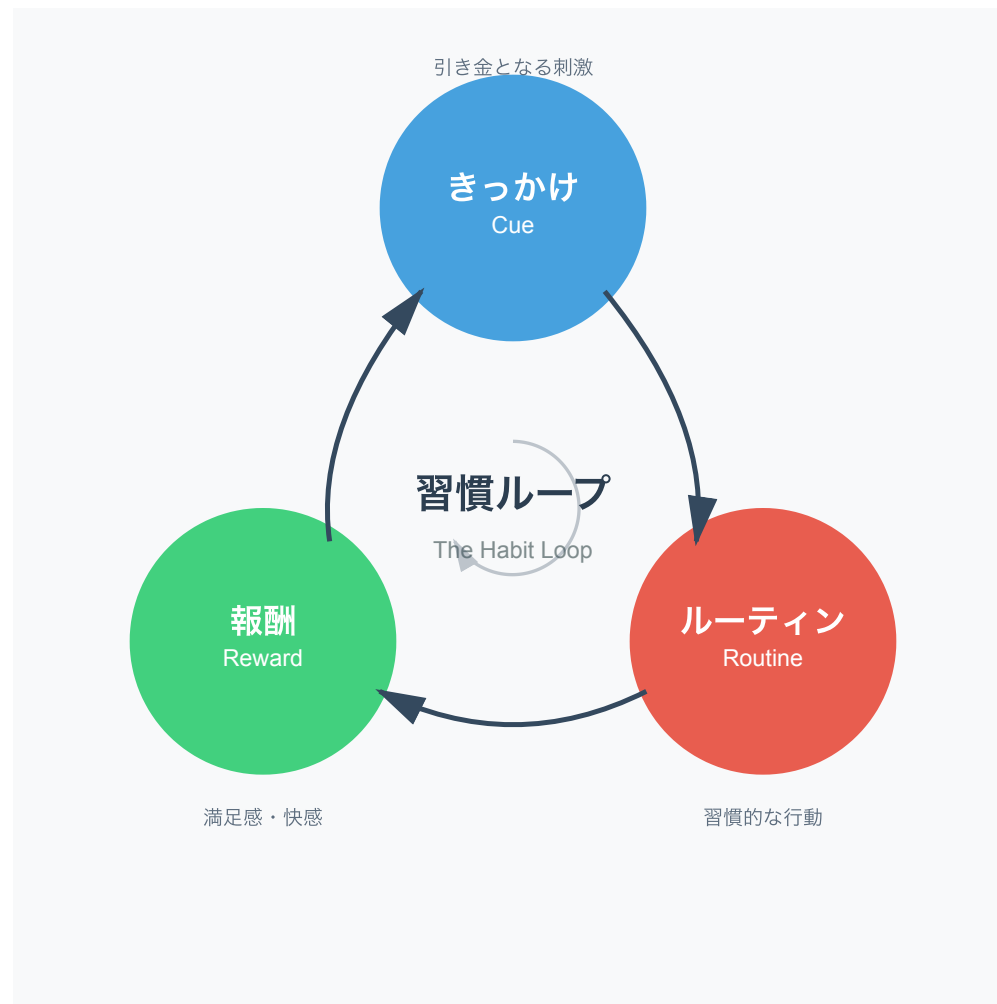 引き金となる刺激
きっかけ
Cue
習慣ループ
The Habit Loop
報酬
Reward
ルーティン
Routine
満足感・快感
習慣的な行動